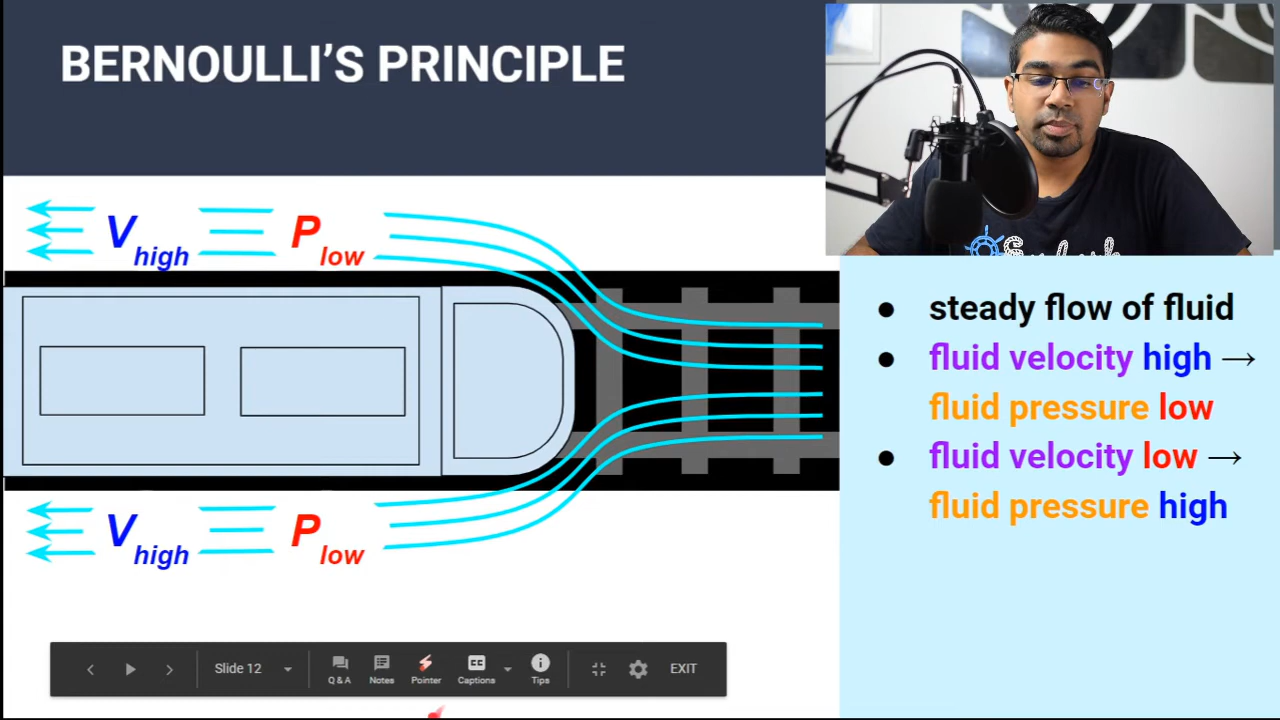 BERNOULLI'S PRINCIPLE
V high P low
V high P low
● steady flow of fluid
● fluid velocity high →
fluid pressure low
● fluid velocity low →
fluid pressure high
Slide 12 Q & A Notes Pointer CC Captions Tips EXIT